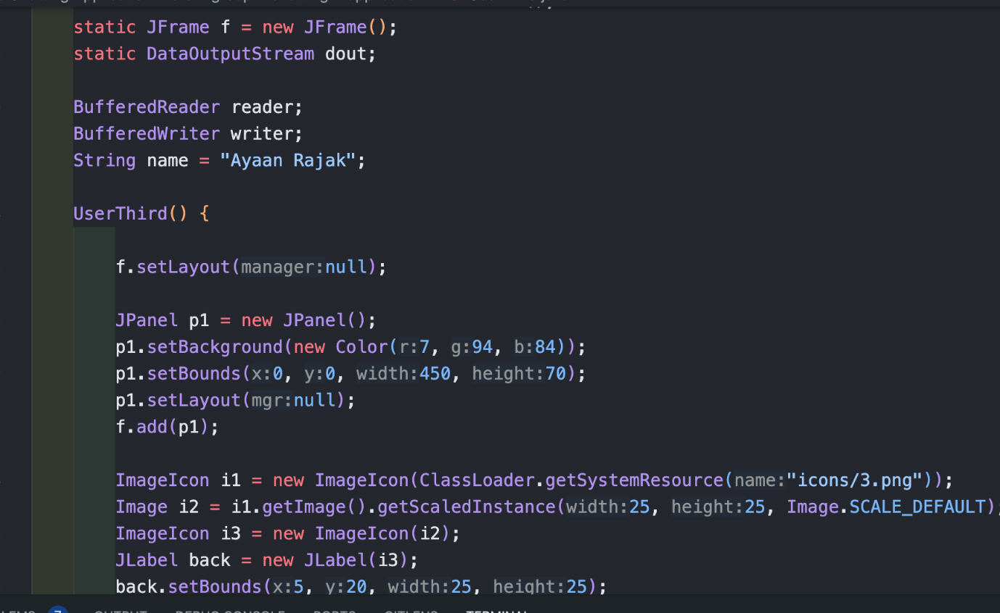 static JFrame f = new JFrame();
static DataOutputStream dout;
BufferedReader reader;
BufferedWriter writer;
String name = "Ayaan Rajak";
UserThird() {
f.setLayout(manager:null);
JPanel p1 = new JPanel();
p1.setBackground(new Color(r:7, g:94, b:84));
p1.setBounds(x:0, y:0, width:450, height:70);
p1.setLayout(mgr:null);
f.add(p1);
ImageIcon i1 = new ImageIcon(ClassLoader.getSystemResource(name:"icons/3.png"));
Image i2 = i1.getImage().getScaledInstance(width:25, height:25, Image.SCALE_DEFAULT);
ImageIcon i3 = new ImageIcon(i2);
JLabel back = new JLabel(i3);
back.setBounds(x:5, y:20, width:25, height:25);
OUTPUT DEBUG CONSOLE PORTS GITLENS TERMINAL